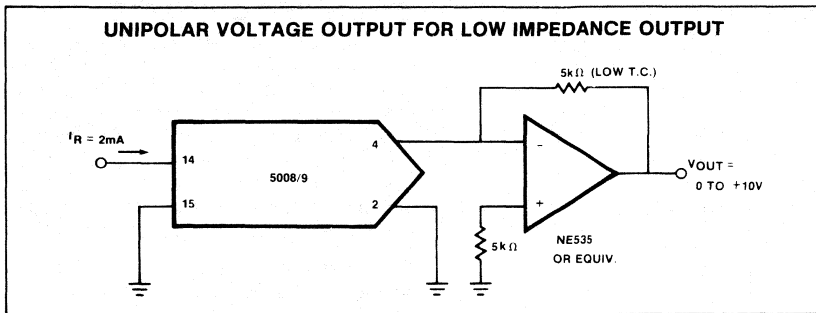 UNIPOLAR VOLTAGE OUTPUT FOR LOW IMPEDANCE OUTPUT
5kΩ (LOW T.C.)
IR = 2mA
14
4
–
5008/9
VOUT =
0 TO +10V
15
2
+
5kΩ
NE535
OR EQUIV.